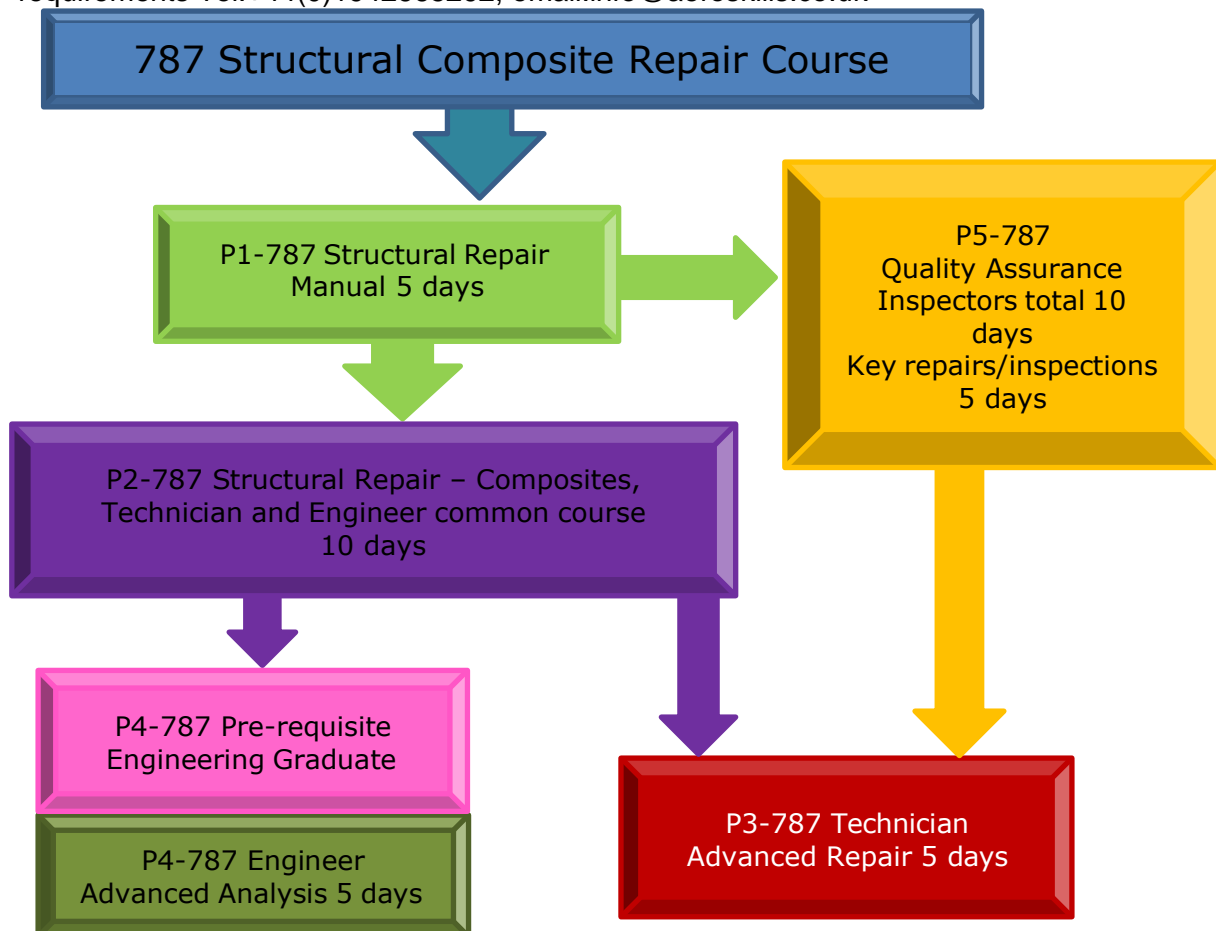 787 Structural Composite Repair Course
P1-787 Structural Repair
Manual 5 days
P5-787
Quality Assurance
Inspectors total 10
days
Key repairs/inspections
5 days
P2-787 Structural Repair – Composites,
Technician and Engineer common course
10 days
P4-787 Pre-requisite
Engineering Graduate
P4-787 Engineer
Advanced Analysis 5 days
P3-787 Technician
Advanced Repair 5 days